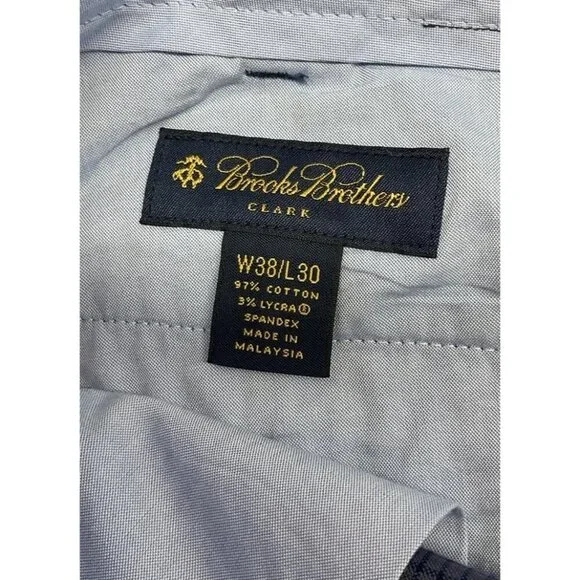 Brooks Brothers
CLARK
W38/L30
97% COTTON
3% LYCRA®
SPANDEX
MADE IN
MALAYSIA